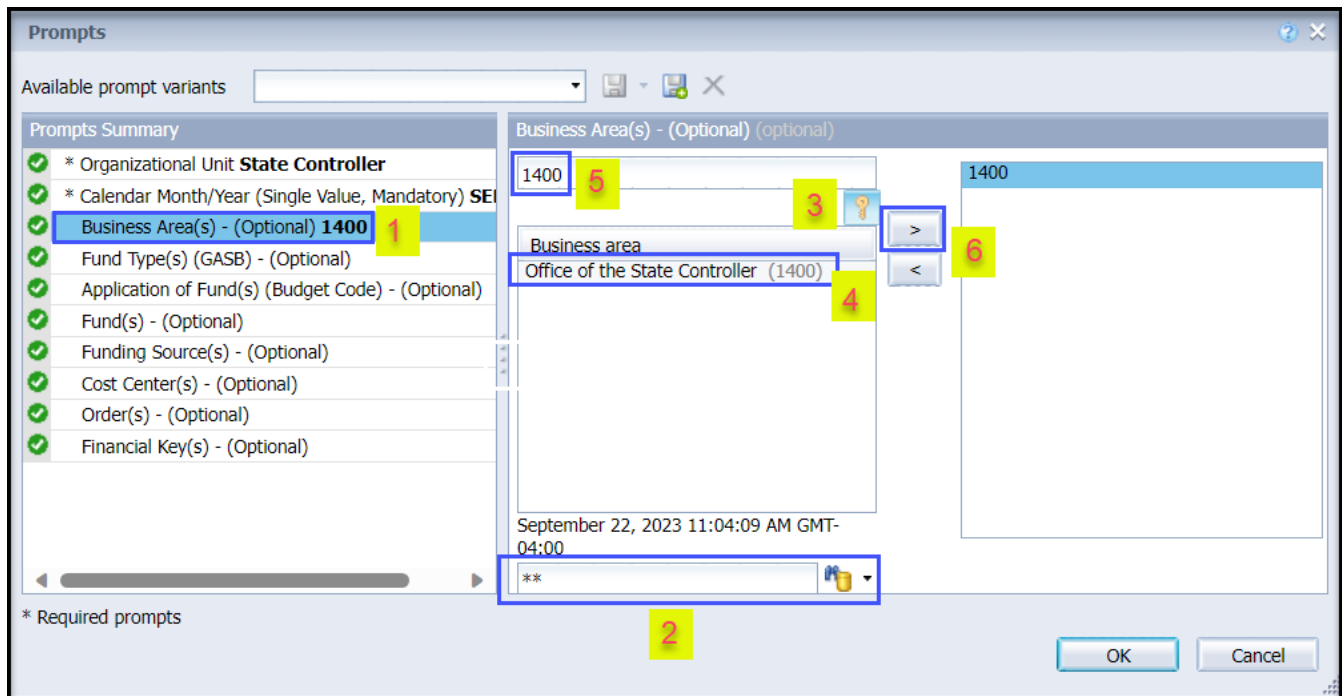 Prompts
Available prompt variants
Prompts Summary
* Organizational Unit State Controller
* Calendar Month/Year (Single Value, Mandatory) SEI
Business Area(s) - (Optional) 1400
1
Fund Type(s) (GASB) - (Optional)
Application of Fund(s) (Budget Code) - (Optional)
Fund(s) - (Optional)
Funding Source(s) - (Optional)
Cost Center(s) - (Optional)
Order(s) - (Optional)
Financial Key(s) - (Optional)
* Required prompts
Business Area(s) - (Optional) (optional)
1400
5
3
Business area
Office of the State Controller (1400)
4
September 22, 2023 11:04:09 AM GMT-
04:00
**
2
>
<
6
1400
OK
Cancel